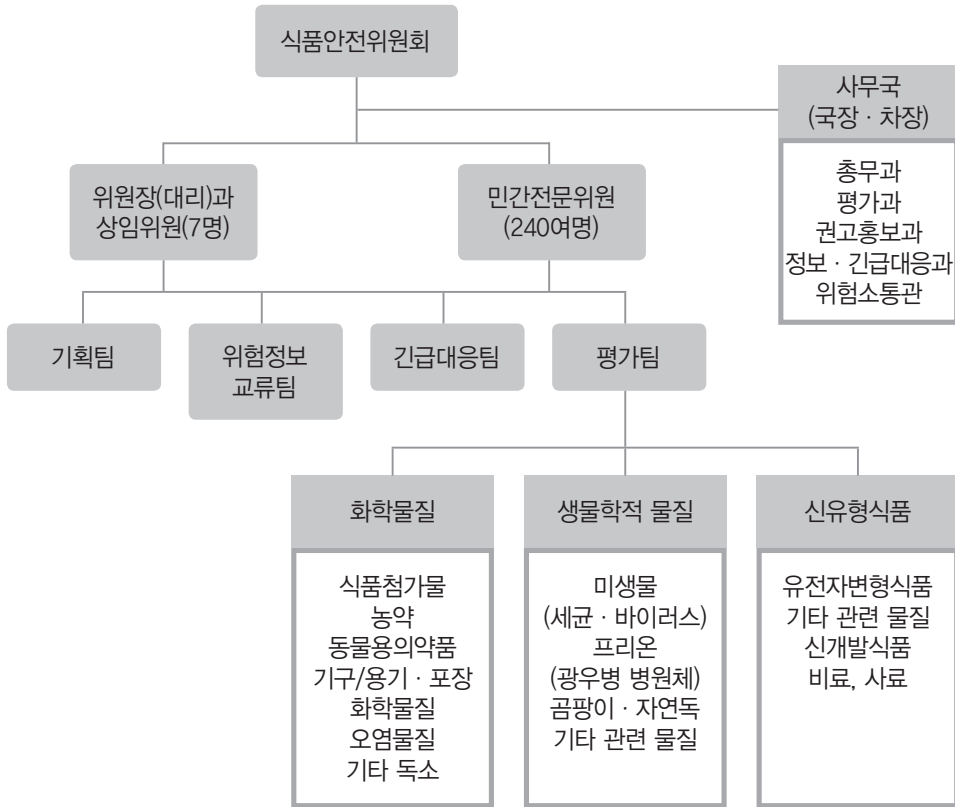 식품안전위원회
사무국
(국장 · 차장)
총무과
평가과
권고홍보과
정보 · 긴급대응과
위험소통관
위원장(대리)과
상임위원(7명)
민간전문위원
(240여명)
기획팀
위험정보
교류팀
긴급대응팀
평가팀
화학물질
식품첨가물
농약
동물용의약품
기구/용기 · 포장
화학물질
오염물질
기타 독소
생물학적 물질
미생물
(세균 · 바이러스)
프리온
(광우병 병원체)
곰팡이 · 자연독
기타 관련 물질
신유형식품
유전자변형식품
기타 관련 물질
신개발식품
비료, 사료